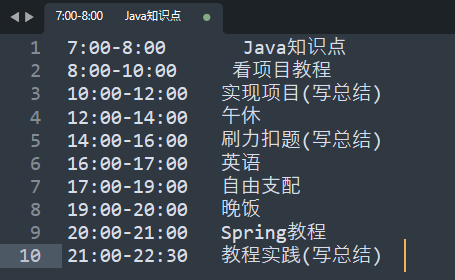 7:00-8:00 Java知识点
1 7:00-8:00 Java知识点
2 8:00-10:00 看项目教程
3 10:00-12:00 实现项目(写总结)
4 12:00-14:00 午休
5 14:00-16:00 刷力扣题(写总结)
6 16:00-17:00 英语
7 17:00-19:00 自由支配
8 19:00-20:00 晚饭
9 20:00-21:00 Spring教程
10 21:00-22:30 教程实践(写总结)